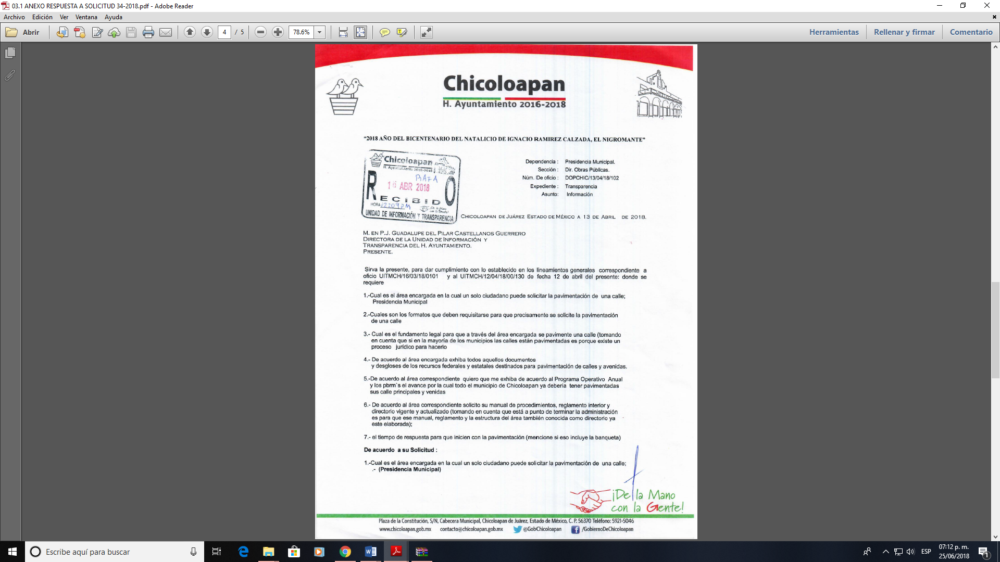 03.1 ANEXO RESPUESTA A SOLICITUD 34-2018.pdf - Adobe Reader
Archivo Edición Ver Ventana Ayuda
Abrir 4 / 5 78.6% Herramientas Rellenar y firmar Comentario
Chicoloapan
H. Ayuntamiento 2016-2018
"2018 AÑO DEL BICENTENARIO DEL NATALICIO DE IGNACIO RAMIREZ CALZADA, EL NIGROMANTE"
Chicoloapan
H. Ayuntamiento 2016-2018
RAFA
16 ABR 2018
RECIBIDO
HORA 12:09 PM
¡De la Mano
con la Gente!
UNIDAD DE INFORMACIÓN Y TRANSPARENCIA
Dependencia : Presidencia Municipal.
Sección : Dir. Obras Públicas.
Núm. De oficio : DOPCHIC/13/04/18/102
Expediente : Transparencia
Asunto: Información
CHICOLOAPAN DE JUÁREZ ESTADO DE MÉXICO A 13 DE ABRIL DE 2018.
M. EN P.J. GUADALUPE DEL PILAR CASTELLANOS GUERRERO
DIRECTORA DE LA UNIDAD DE INFORMACIÓN Y
TRANSPARENCIA DEL H. AYUNTAMIENTO.
PRESENTE.
Sirva la presente, para dar cumplimiento con lo establecido en los lineamientos generales correspondiente a
oficio UITMCH/16/03/18/0101 y al UITMCH/12/04/18/00/130 de fecha 12 de abril del presente: donde se
requiere
1.-Cual es el área encargada en la cual un solo ciudadano puede solicitar la pavimentación de una calle;
Presidencia Municipal
2.-Cuales son los formatos que deben requisitarse para que precisamente se solicite la pavimentación
de una calle
3.- Cual es el fundamento legal para que a través del área encargada se pavimente una calle (tomando
en cuenta que si en la mayoría de los municipios las calles están pavimentadas es porque existe un
proceso jurídico para hacerlo
4.- De acuerdo al área encargada exhiba todos aquellos documentos
y desgloses de los recursos federales y estatales destinados para pavimentación de calles y avenidas.
5.-De acuerdo al área correspondiente quiero que me exhiba de acuerdo al Programa Operativo Anual
y los pbrm`s el avance por la cual todo el municipio de Chicoloapan ya debería tener pavimentadas
sus calle principales y venidas
6.- De acuerdo al área correspondiente solicito su manual de procedimientos, reglamento interior y
directorio vigente y actualizado (tomando en cuenta que está a punto de terminar la administración
es para que ese manual, reglamento y la estructura del área también conocida como directorio ya
este elaborada);
7.- el tiempo de respuesta para que inicien con la pavimentación (mencione si eso incluye la banqueta)
De acuerdo a su Solicitud :
1.-Cual es el área encargada en la cual un solo ciudadano puede solicitar la pavimentación de una calle;
.- (Presidencia Municipal)
¡De la Mano
con la Gente!
Plaza de la Constitución, S/N, Cabecera Municipal, Chicoloapan de Juárez, Estado de México, C. P. 56370 Teléfono: 5921-5046
www.chicoloapan.gob.mx contacto@chicoloapan.gob.mx @GobChicoloapan /GobiernoDeChicoloapan
Escribe aquí para buscar
ESP
07:12 p. m.
25/06/2018
1